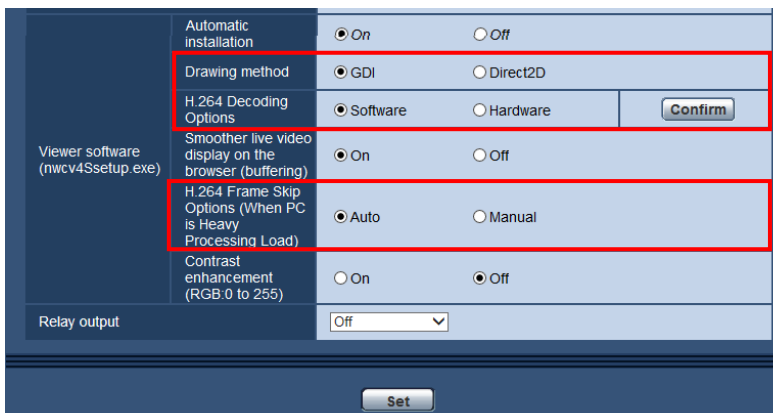 Automatic
installation
On Off
Drawing method GDI Direct2D
H.264 Decoding
Options
Software Hardware Confirm
Viewer software
(nwcv4Ssetup.exe)
Smoother live video
display on the
browser (buffering)
On Off
H.264 Frame Skip
Options (When PC
is Heavy
Processing Load)
Auto Manual
Contrast
enhancement
(RGB:0 to 255)
On Off
Relay output Off
Set